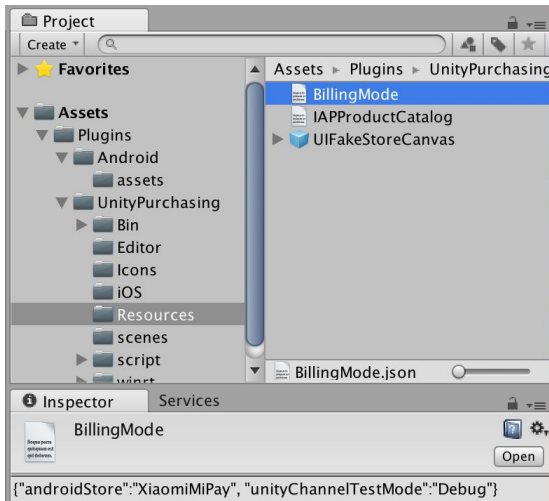 Project
Create
Favorites
Assets
Plugins
Android
assets
UnityPurchasing
Bin
Editor
Icons
iOS
Resources
scenes
script
winrt
Assets ▸ Plugins ▸ UnityPurchasing
BillingMode
IAPProductCatalog
UIFakeStoreCanvas
BillingMode.json
Inspector Services
BillingMode
Open
{"androidStore":"XiaomiMiPay", "unityChannelTestMode":"Debug"}